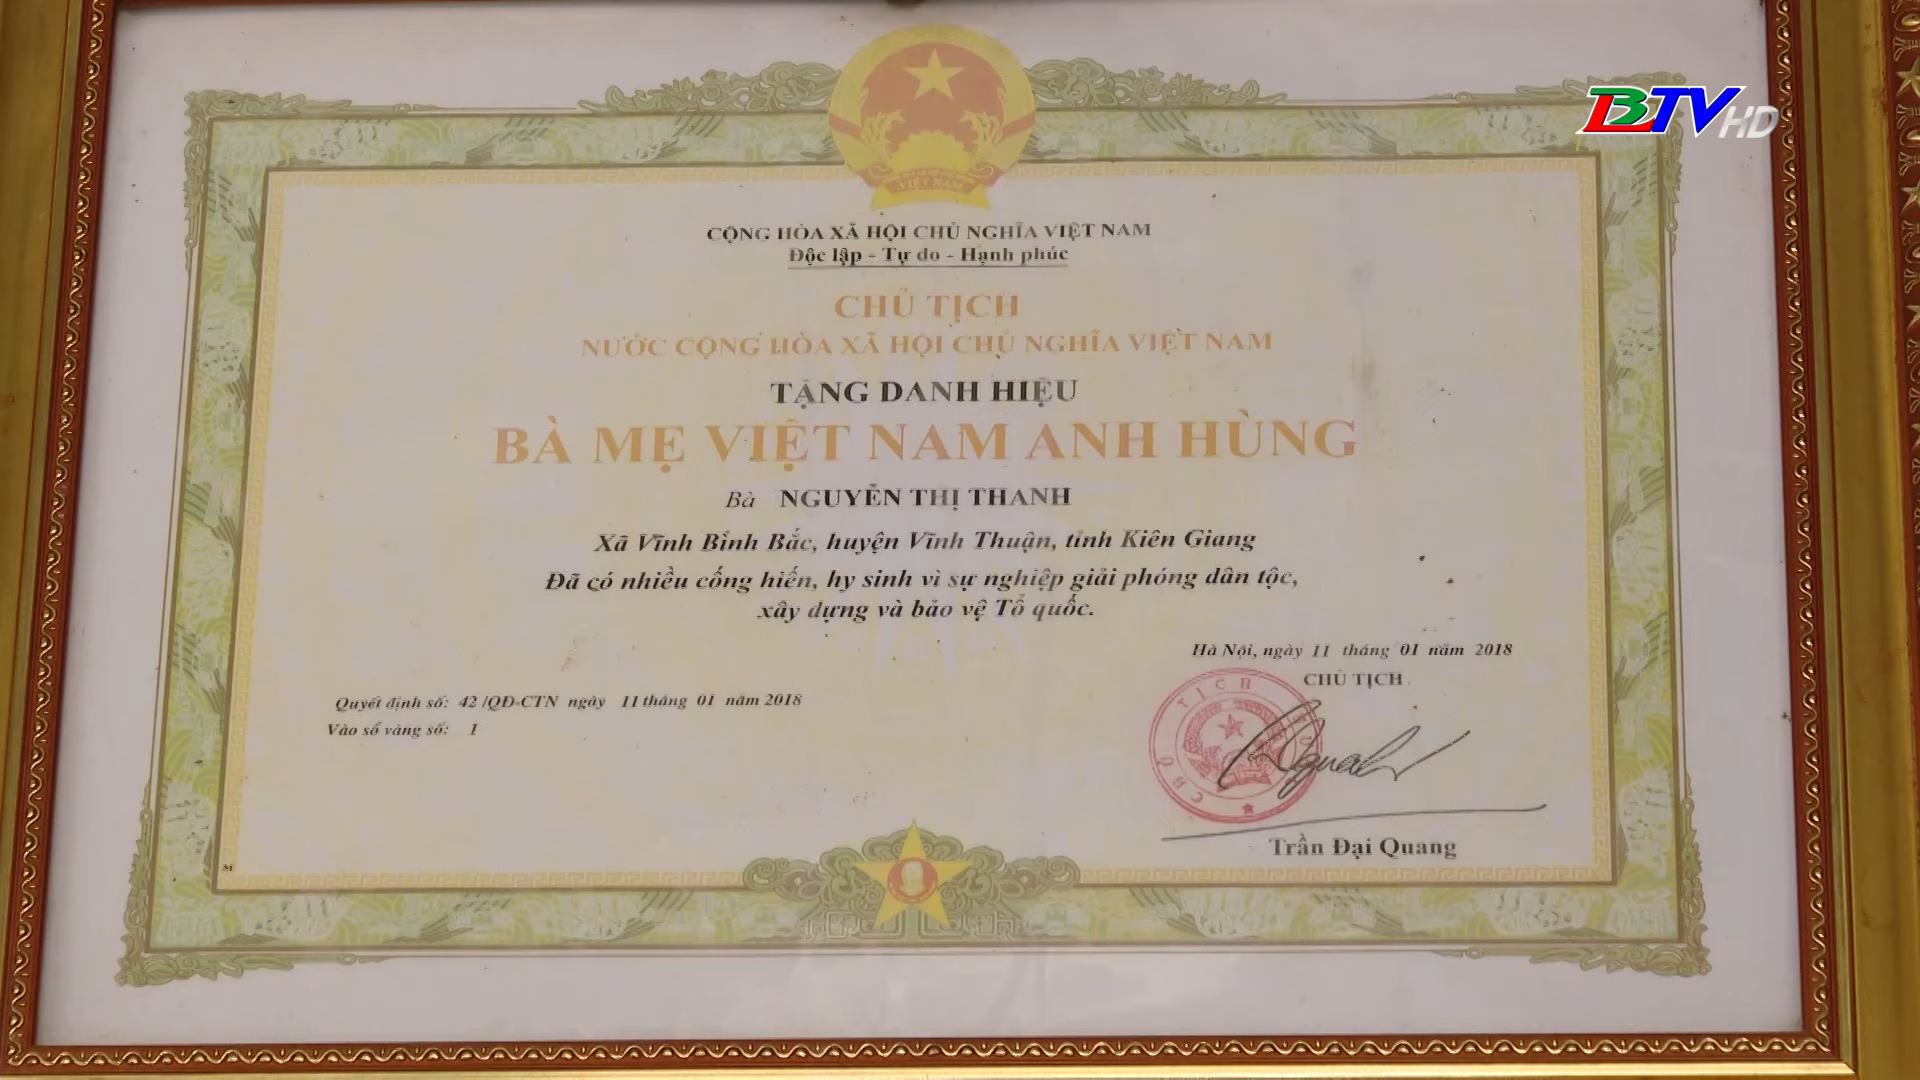 BTV HD
VIỆT NAM
CỘNG HÒA XÃ HỘI CHỦ NGHĨA VIỆT NAM
Độc lập - Tự do - Hạnh phúc
CHỦ TỊCH
NƯỚC CỘNG HÒA XÃ HỘI CHỦ NGHĨA VIỆT NAM
TẶNG DANH HIỆU
BÀ MẸ VIỆT NAM ANH HÙNG
Bà NGUYỄN THỊ THANH
Xã Vĩnh Bình Bắc, huyện Vĩnh Thuận, tỉnh Kiên Giang
Đã có nhiều cống hiến, hy sinh vì sự nghiệp giải phóng dân tộc,
xây dựng và bảo vệ Tổ quốc.
Hà Nội, ngày 11 tháng 01 năm 2018
CHỦ TỊCH
Quyết định số: 42 /QĐ-CTN ngày 11 tháng 01 năm 2018
Vào sổ vàng số: 1
Trần Đại Quang